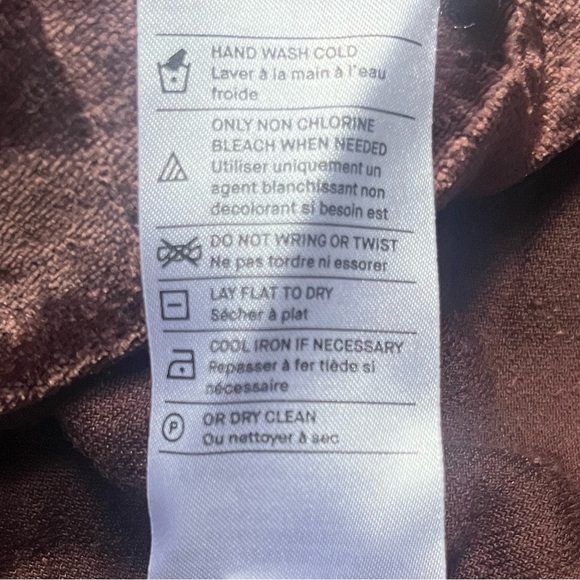 HAND WASH COLD
Laver à la main à l'eau
froide
ONLY NON CHLORINE
BLEACH WHEN NEEDED
Utiliser uniquement un
agent blanchissant non
decolorant si besoin est
DO NOT WRING OR TWIST
Ne pas tordre ni essorer
LAY FLAT TO DRY
Sécher à plat
COOL IRON IF NECESSARY
Repasser à fer tiède si
nécessaire
P
OR DRY CLEAN
Ou nettoyer à sec